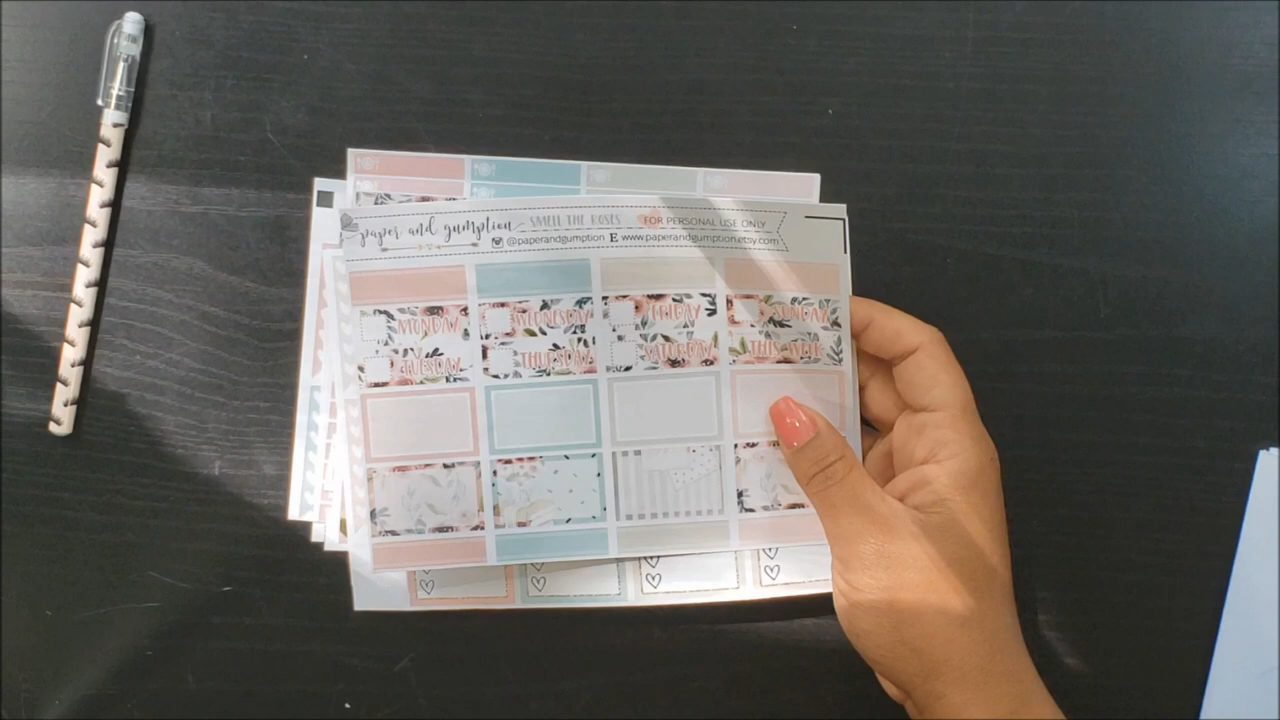 paper and gumption SMELL THE ROSES FOR PERSONAL USE ONLY
@paperandgumption E www.paperandgumption.etsy.com
MONDAY WEDNESDAY FRIDAY SUNDAY
TUESDAY THURSDAY SATURDAY THIS WEEK